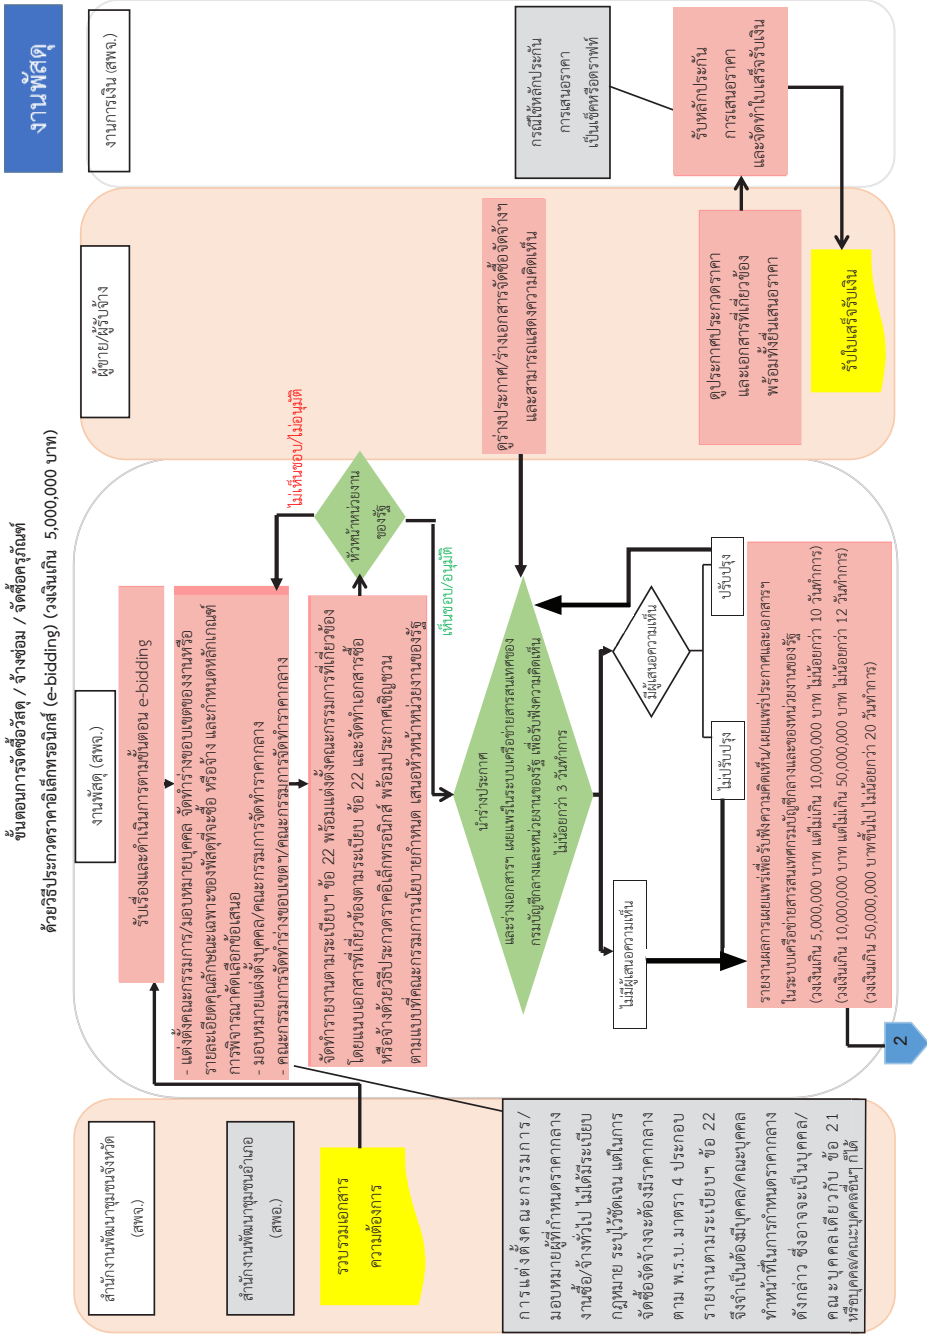 งานพัสดุ
ขั้นตอนการจัดซื้อวัสดุ / จ้างซ่อม / จัดซื้อครุภัณฑ์
ด้วยวิธีประกวดราคาอิเล็กทรอนิกส์ (e-bidding) (วงเงินเกิน 5,000,000 บาท)
สำนักงานพัฒนาชุมชนจังหวัด
(สพจ.)
สำนักงานพัฒนาชุมชนอำเภอ
(สพอ.)
รวบรวมเอกสาร
ความต้องการ
การแต่งตั้งคณะกรรมการ/
มอบหมายผู้ที่กำหนดราคากลาง
งานซื้อ/จ้างทั่วไป ไม่ได้มีระเบียบ
กฎหมาย ระบุไว้ชัดเจน แต่ในการ
จัดซื้อจัดจ้างจะต้องมีราคากลาง
ตาม พ.ร.บ. มาตรา 4 ประกอบ
รายงานตามระเบียบฯ ข้อ 22
จึงจำเป็นต้องมีบุคคล/คณะบุคคล
ทำหน้าที่ในการกำหนดราคากลาง
ดังกล่าว ซึ่งอาจจะเป็นบุคคล/
คณะบุคคลเดียวกับ ข้อ 21
หรือบุคคล/คณะบุคคลอื่นๆ ก็ได้
งานพัสดุ (สพจ.)
รับเรื่องและดำเนินการตามขั้นตอน e-bidding
- แต่งตั้งคณะกรรมการ/มอบหมายบุคคล จัดทำร่างขอบเขตของงานหรือ
รายละเอียดคุณลักษณะเฉพาะของพัสดุที่จะซื้อ หรือจ้าง และกำหนดหลักเกณฑ์
การพิจารณาคัดเลือกข้อเสนอ
- มอบหมายแต่งตั้งบุคคล/คณะกรรมการจัดทำราคากลาง
- คณะกรรมการจัดทำร่างขอบเขตฯ/คณะกรรมการจัดทำราคากลาง
จัดทำรายงานตามระเบียบฯ ข้อ 22 พร้อมแต่งตั้งคณะกรรมการที่เกี่ยวข้อง
โดยแนบเอกสารที่เกี่ยวข้องตามระเบียบ ข้อ 22 และจัดทำเอกสารซื้อ
หรือจ้างด้วยวิธีประกวดราคาอิเล็กทรอนิกส์ พร้อมประกาศเชิญชวน
ตามแบบที่คณะกรรมการนโยบายกำหนด เสนอหัวหน้าหน่วยงานของรัฐ
หัวหน้าหน่วยงาน
ของรัฐ
ไม่เห็นชอบ/ไม่อนุมัติ
เห็นชอบ/อนุมัติ
นำร่างประกาศ
และร่างเอกสารฯ เผยแพร่ในระบบเครือข่ายสารสนเทศของ
กรมบัญชีกลางและหน่วยงานของรัฐ เพื่อรับฟังความคิดเห็น
ไม่น้อยกว่า 3 วันทำการ
ไม่มีผู้เสนอความเห็น
มีผู้เสนอความเห็น
ไม่ปรับปรุง
ปรับปรุง
รายงานผลการเผยแพร่เพื่อรับฟังความคิดเห็น/เผยแพร่ประกาศและเอกสารฯ
ในระบบเครือข่ายสารสนเทศกรมบัญชีกลางและของหน่วยงานของรัฐ
(วงเงินเกิน 5,000,000 บาท แต่ไม่เกิน 10,000,000 บาท ไม่น้อยกว่า 10 วันทำการ)
(วงเงินเกิน 10,000,000 บาท แต่ไม่เกิน 50,000,000 บาท ไม่น้อยกว่า 12 วันทำการ)
(วงเงินเกิน 50,000,000 บาทขึ้นไป ไม่น้อยกว่า 20 วันทำการ)
2
ผู้ขาย/ผู้รับจ้าง
ดูร่างประกาศ/ร่างเอกสารจัดซื้อจัดจ้างฯ
และสามารถแสดงความคิดเห็น
ดูประกาศประกวดราคา
และเอกสารที่เกี่ยวข้อง
พร้อมทั้งยื่นเสนอราคา
รับใบเสร็จรับเงิน
งานการเงิน (สพจ.)
กรณีใช้หลักประกัน
การเสนอราคา
เป็นเช็คหรือดราฟท์
รับหลักประกัน
การเสนอราคา
และจัดทำใบเสร็จรับเงิน